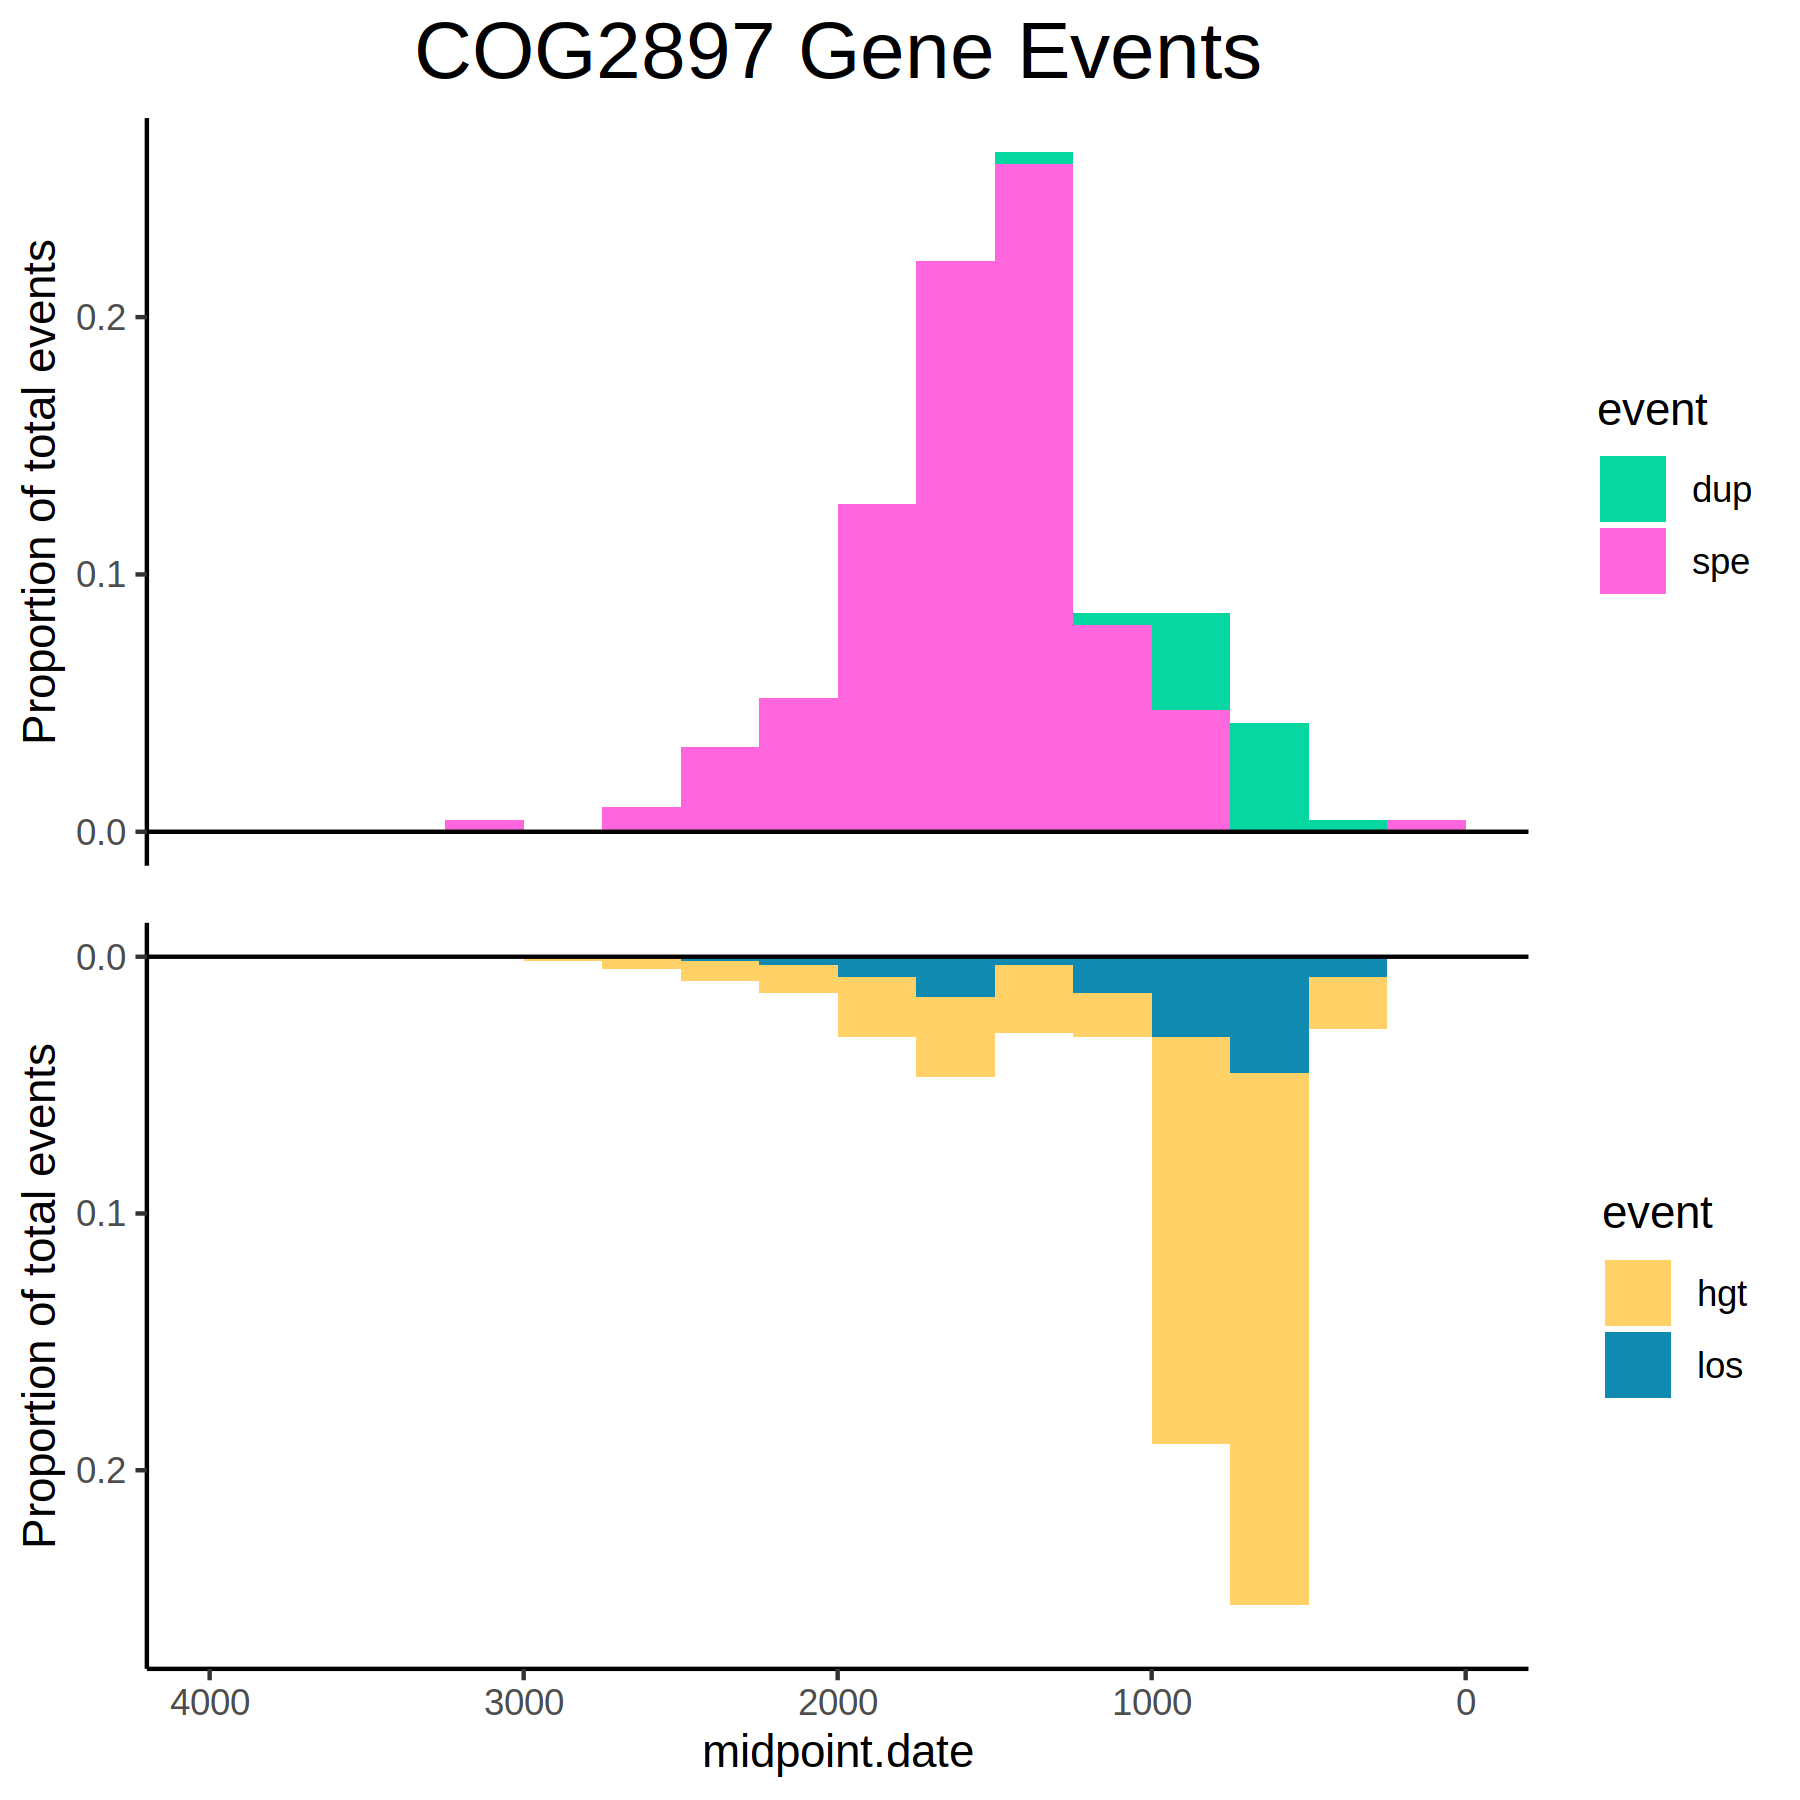 COG2897 Gene Events
Proportion of total events
0.2
0.1
0.0
event
dup
spe
Proportion of total events
0.0
0.1
0.2
event
hgt
los
4000 3000 2000 1000 0
midpoint.date